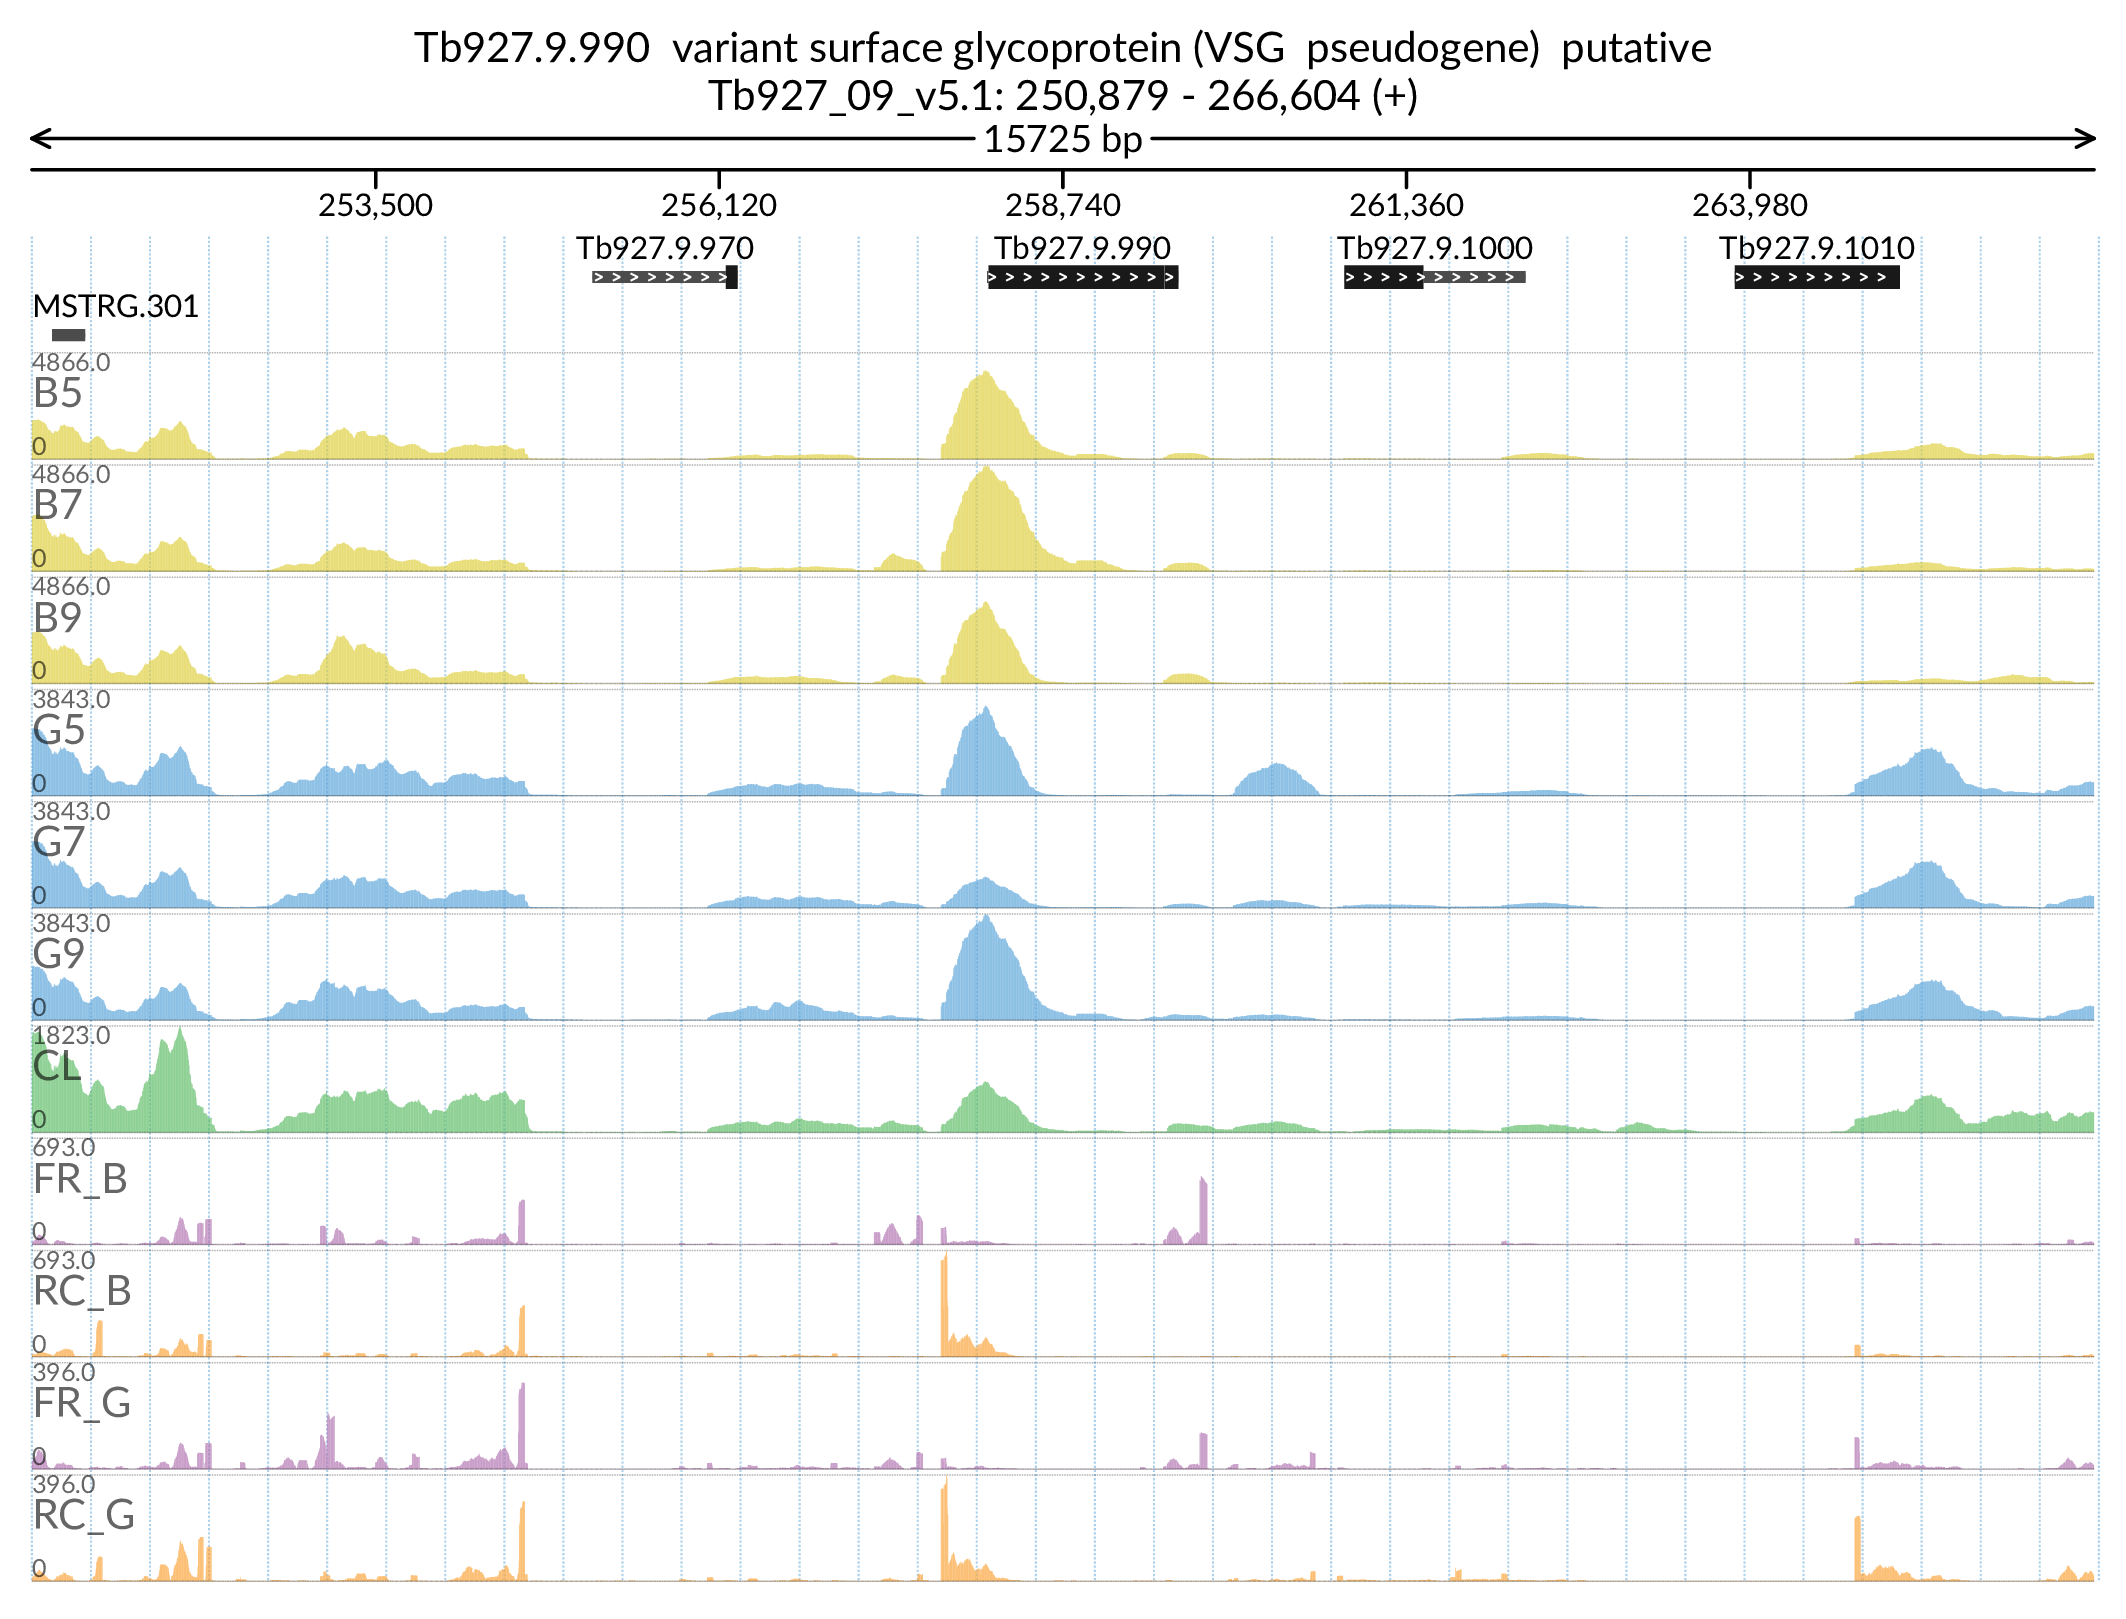 Tb927.9.990  variant surface glycoprotein (VSG  pseudogene)  putative
Tb927_09_v5.1: 250,879 - 266,604 (+)
15725 bp
253,500 256,120 258,740 261,360 263,980
Tb927.9.970 Tb927.9.990 Tb927.9.1000 Tb927.9.1010
MSTRG.301
4866.0
B5
0
4866.0
B7
0
4866.0
B9
0
3843.0
G5
0
3843.0
G7
0
3843.0
G9
0
1823.0
CL
0
693.0
FR_B
0
693.0
RC_B
0
396.0
FR_G
0
396.0
RC_G
0